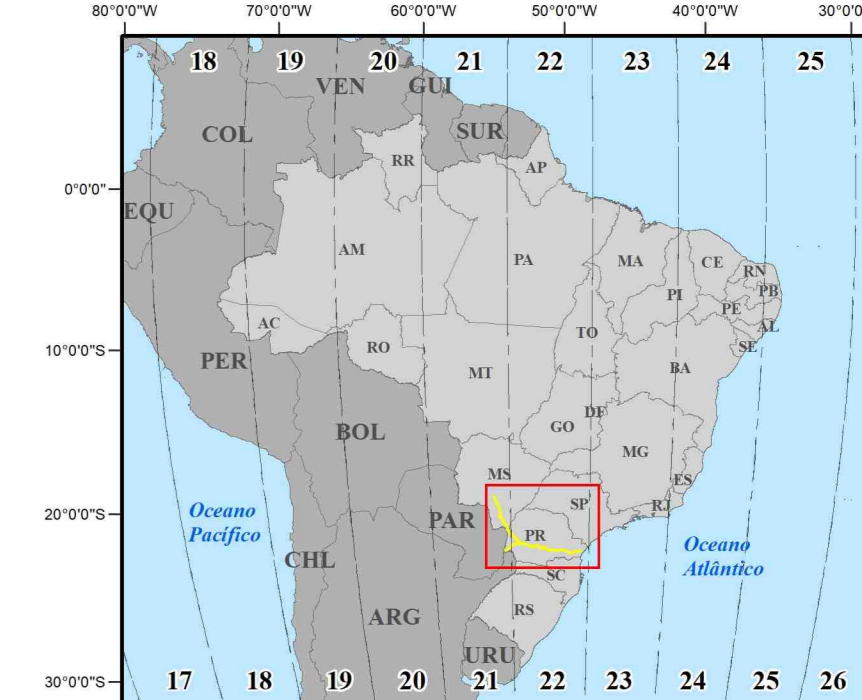 80°0'0"W 70°0'0"W 60°0'0"W 50°0'0"W 40°0'0"W 30°0'0"
18 19 20 21 22 23 24 25
VEN GUI
COL SUR
RR AP
0°0'0"
EQU
AM PA MA CE RN
PI PB
PE
AC AL
RO TO SE
10°0'0"S
PER MT BA
DF
BOL GO
MG
MS ES
SP RJ
20°0'0"S
Oceano
Pacífico
PAR PR
Oceano
Atlântico
CHL SC
ARG RS
URU
30°0'0"S
17 18 19 20 21 22 23 24 25 26